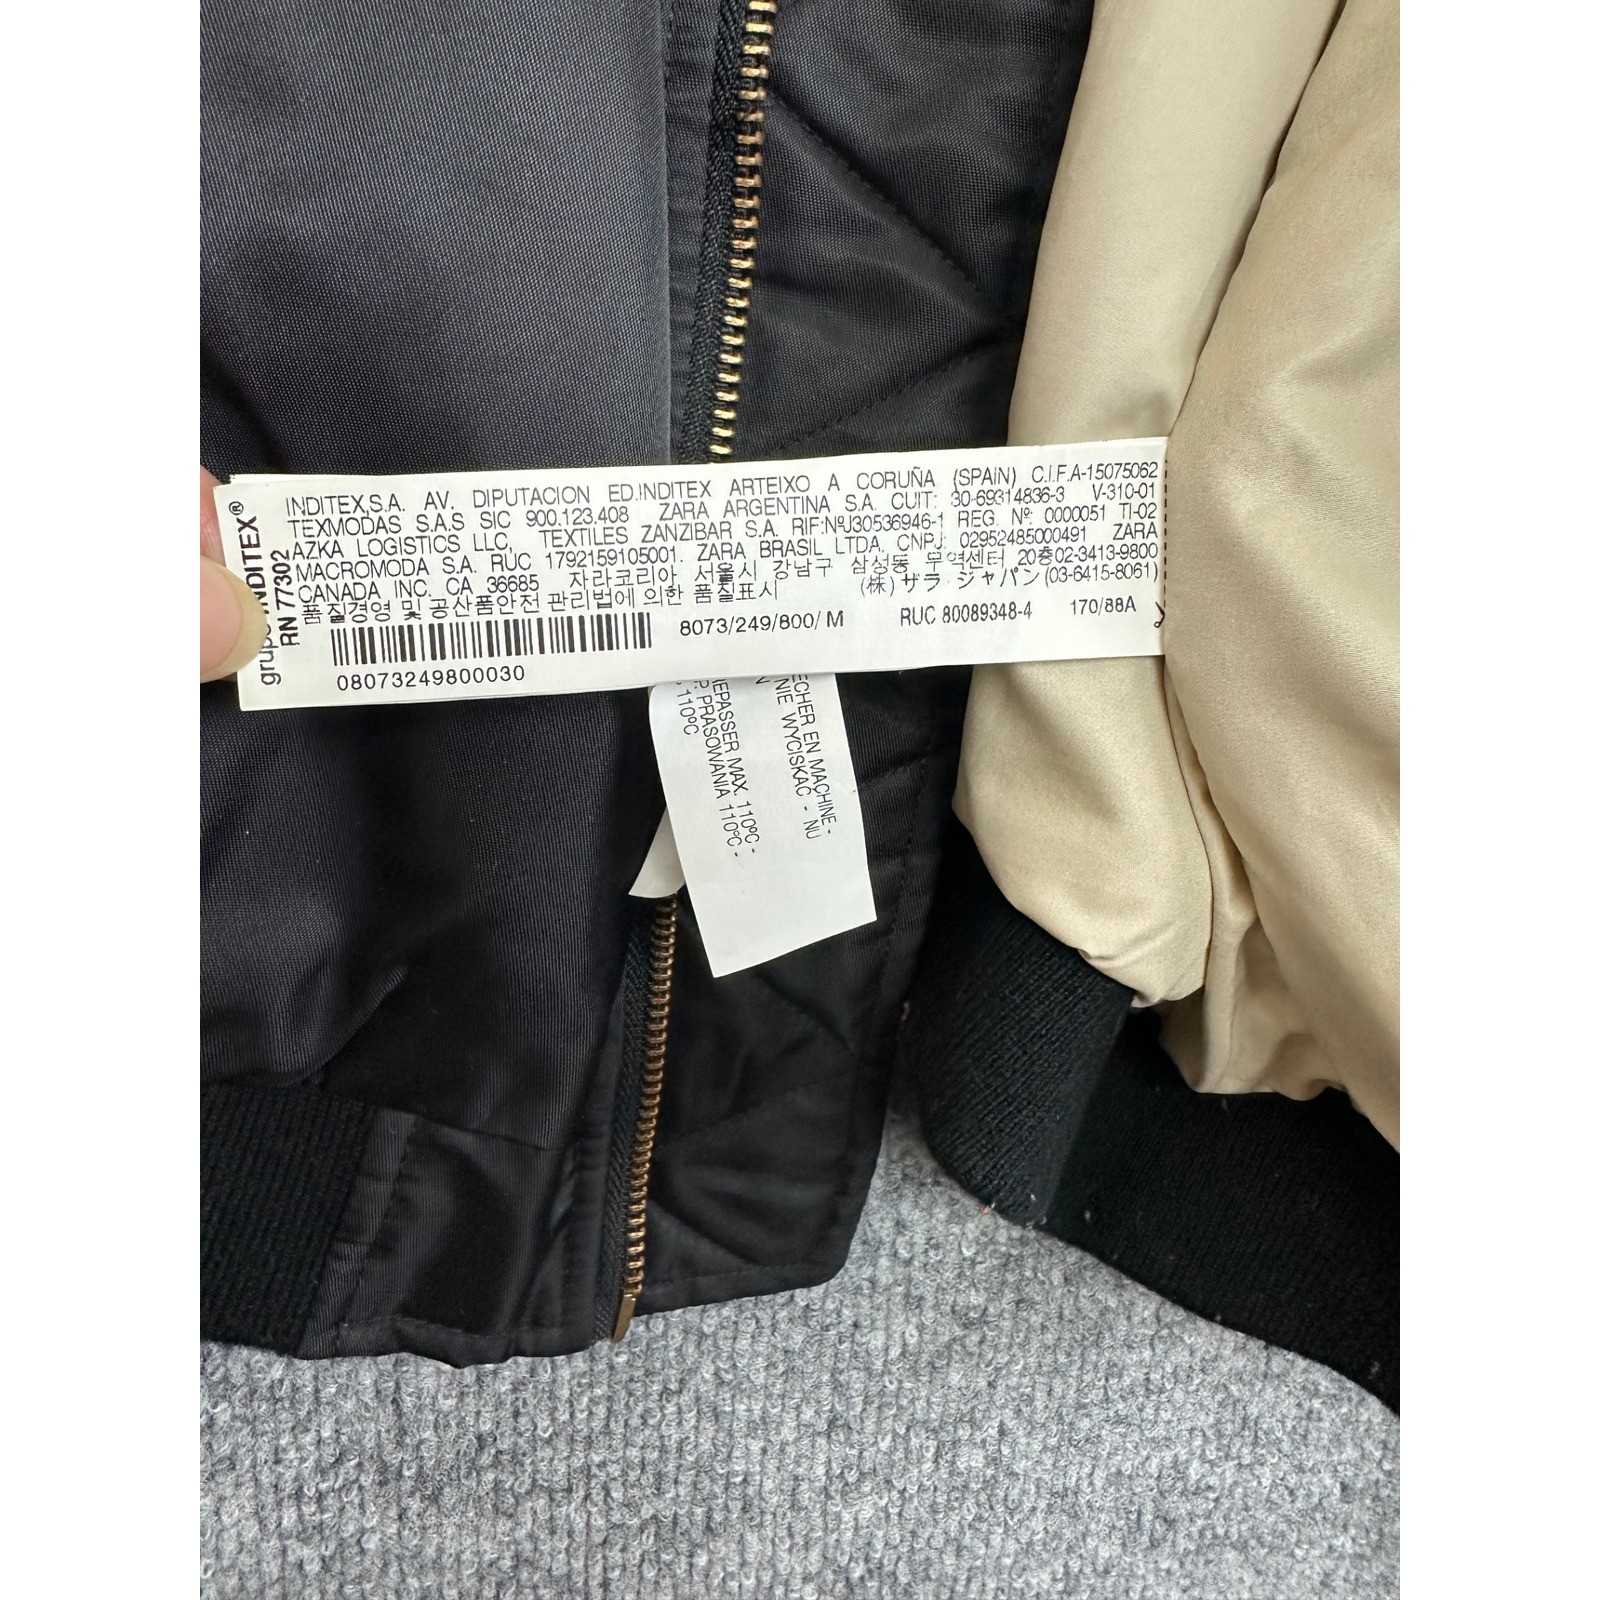 INDITEX,S.A. AV. DIPUTACION ED.INDITEX ARTEIXO A CORUÑA (SPAIN) C.I.F.A-15075062
TEXMODAS S.A.S SIC 900.123.408 ZARA ARGENTINA S.A. CUIT: 30-69314836-3 V-310-01
AZKA LOGISTICS LLC, TEXTILES ZANZIBAR S.A. RIF:NºJ30536946-1 REG. Nº: 0000051 TI-02
MACROMODA S.A. RUC 1792159105001. ZARA BRASIL LTDA. CNPJ: 02952485000491 ZARA
CANADA INC. CA 36685 자라코리아 서울시 강남구 삼성동 무역센터 20층02-3413-9800
품질경영 및 공산품안전 관리법에 의한 품질표시 (株) ザラ ジャパン (03-6415-8061)
8073/249/800/ M RUC 80089348-4 170/88A
08073249800030
grupo INDITEX®
RN 77302
ECHER EN MACHINE -
NIE WYCISKAC - NU
REPASSER MAX. 110ºC -
P. PRASOWANIA 110ºC -
110ºC